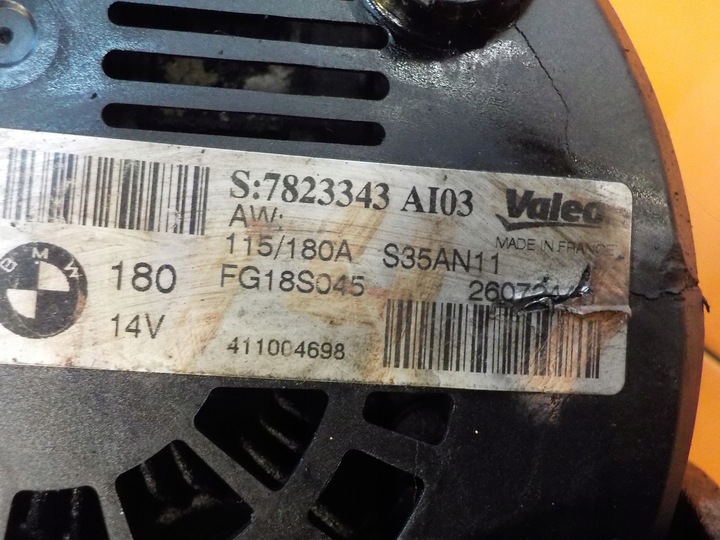 S:7823343 AI03
Valeo
AW:
MADE IN FRANCE
115/180A S35AN11
BMW
180
FG18S045
14V
411004698